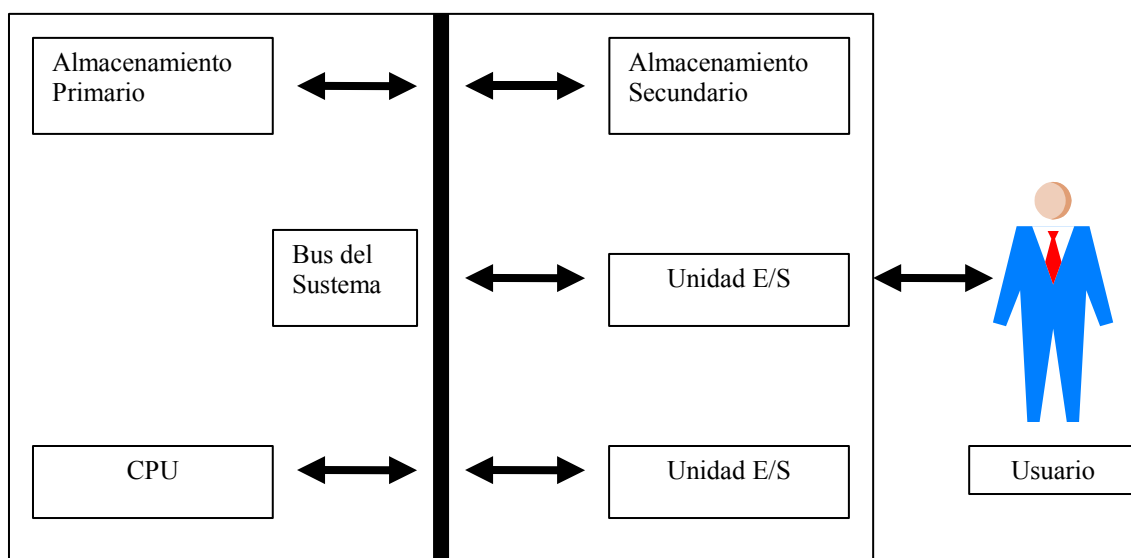 Almacenamiento
Primario
Almacenamiento
Secundario
Bus del
Sustema
Unidad E/S
CPU
Unidad E/S
Usuario